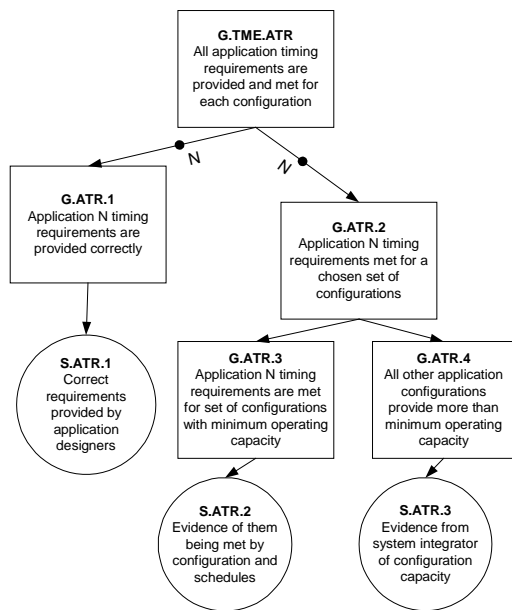 G.TME.ATR
All application timing
requirements are
provided and met for
each configuration
N
N
G.ATR.1
Application N timing
requirements are
provided correctly
G.ATR.2
Application N timing
requirements met for a
chosen set of
configurations
S.ATR.1
Correct
requirements
provided by
application
designers
G.ATR.3
Application N timing
requirements are met
for set of configurations
with minimum operating
capacity
G.ATR.4
All other application
configurations
provide more than
minimum operating
capacity
S.ATR.2
Evidence of them
being met by
configuration and
schedules
S.ATR.3
Evidence from
system integrator
of configuration
capacity